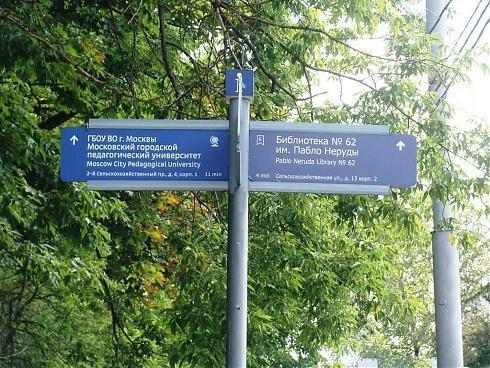 ГБОУ ВО г. Москвы
Московский городской
педагогический университет
Moscow City Pedagogical University
2-й Сельскохозяйственный пр., д. 4, корп. 1 11 min
Библиотека № 62
им. Пабло Неруды
Pablo Neruda Library № 62
4 min Сельскохозяйственная ул., д. 13 корп. 2